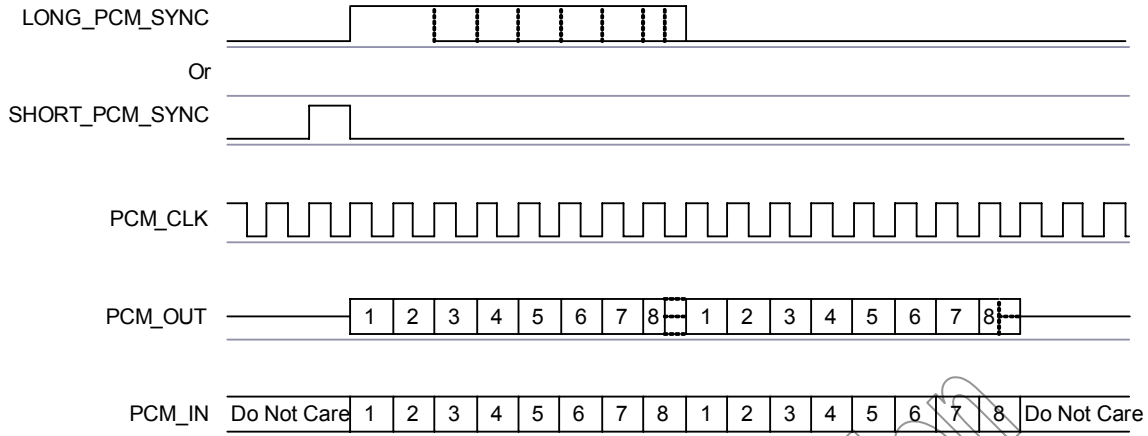 LONG_PCM_SYNC
Or
SHORT_PCM_SYNC
PCM_CLK
PCM_OUT 1 2 3 4 5 6 7 8 1 2 3 4 5 6 7 8
PCM_IN Do Not Care 1 2 3 4 5 6 7 8 1 2 3 4 5 6 7 8 Do Not Care